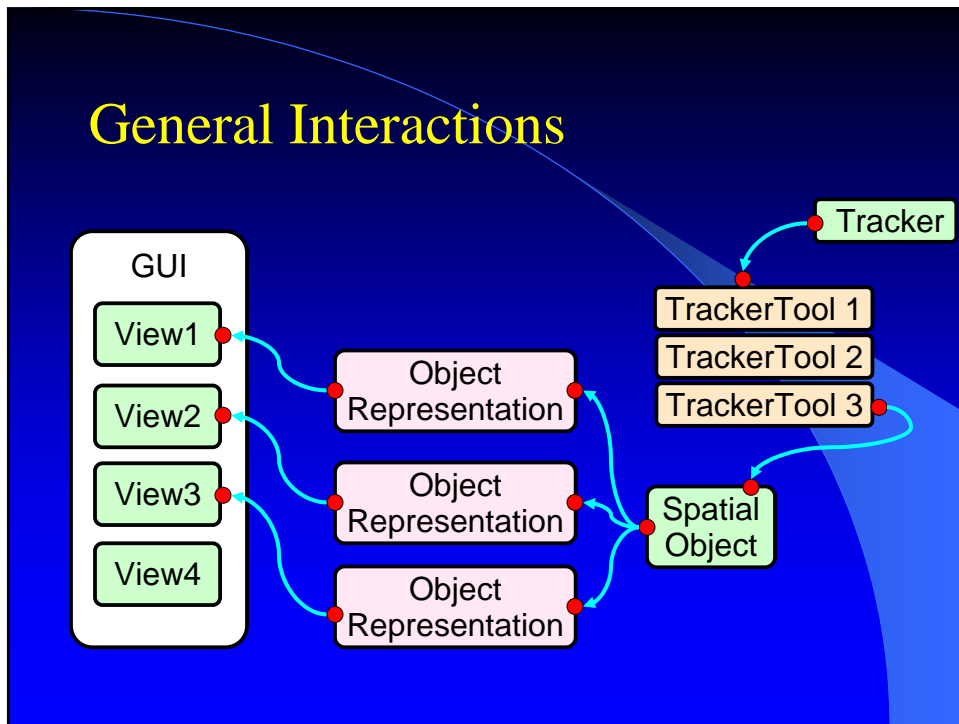 General Interactions
GUI
View1
View2
View3
View4
Object
Representation
Object
Representation
Object
Representation
Tracker
TrackerTool 1
TrackerTool 2
TrackerTool 3
Spatial
Object